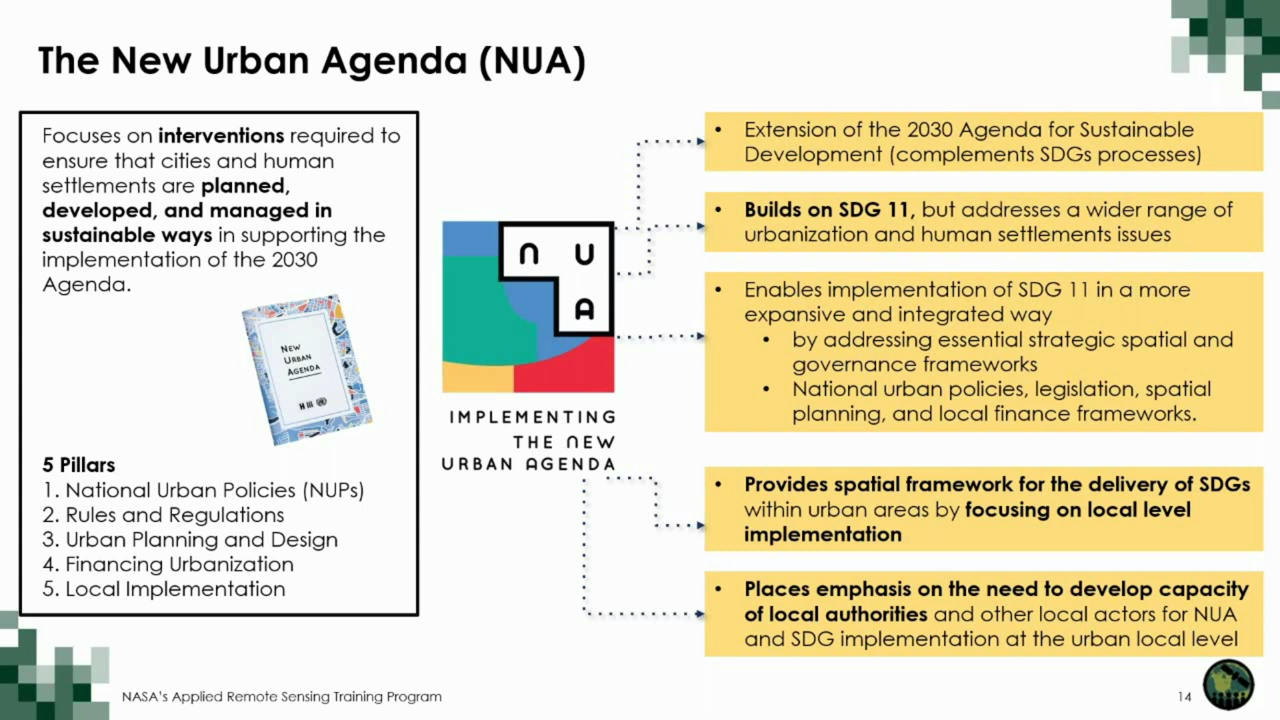 The New Urban Agenda (NUA)
Focuses on interventions required to
ensure that cities and human
settlements are planned,
developed, and managed in
sustainable ways in supporting the
implementation of the 2030
Agenda.
NEW
URBAN
AGENDA
H III
5 Pillars
1. National Urban Policies (NUPs)
2. Rules and Regulations
3. Urban Planning and Design
4. Financing Urbanization
5. Local Implementation
N U
A
IMPLEMENTING
THE NEW
URBAN AGENDA
• Extension of the 2030 Agenda for Sustainable
Development (complements SDGs processes)
• Builds on SDG 11, but addresses a wider range of
urbanization and human settlements issues
• Enables implementation of SDG 11 in a more
expansive and integrated way
• by addressing essential strategic spatial and
governance frameworks
• National urban policies, legislation, spatial
planning, and local finance frameworks.
• Provides spatial framework for the delivery of SDGs
within urban areas by focusing on local level
implementation
• Places emphasis on the need to develop capacity
of local authorities and other local actors for NUA
and SDG implementation at the urban local level
NASA's Applied Remote Sensing Training Program
14